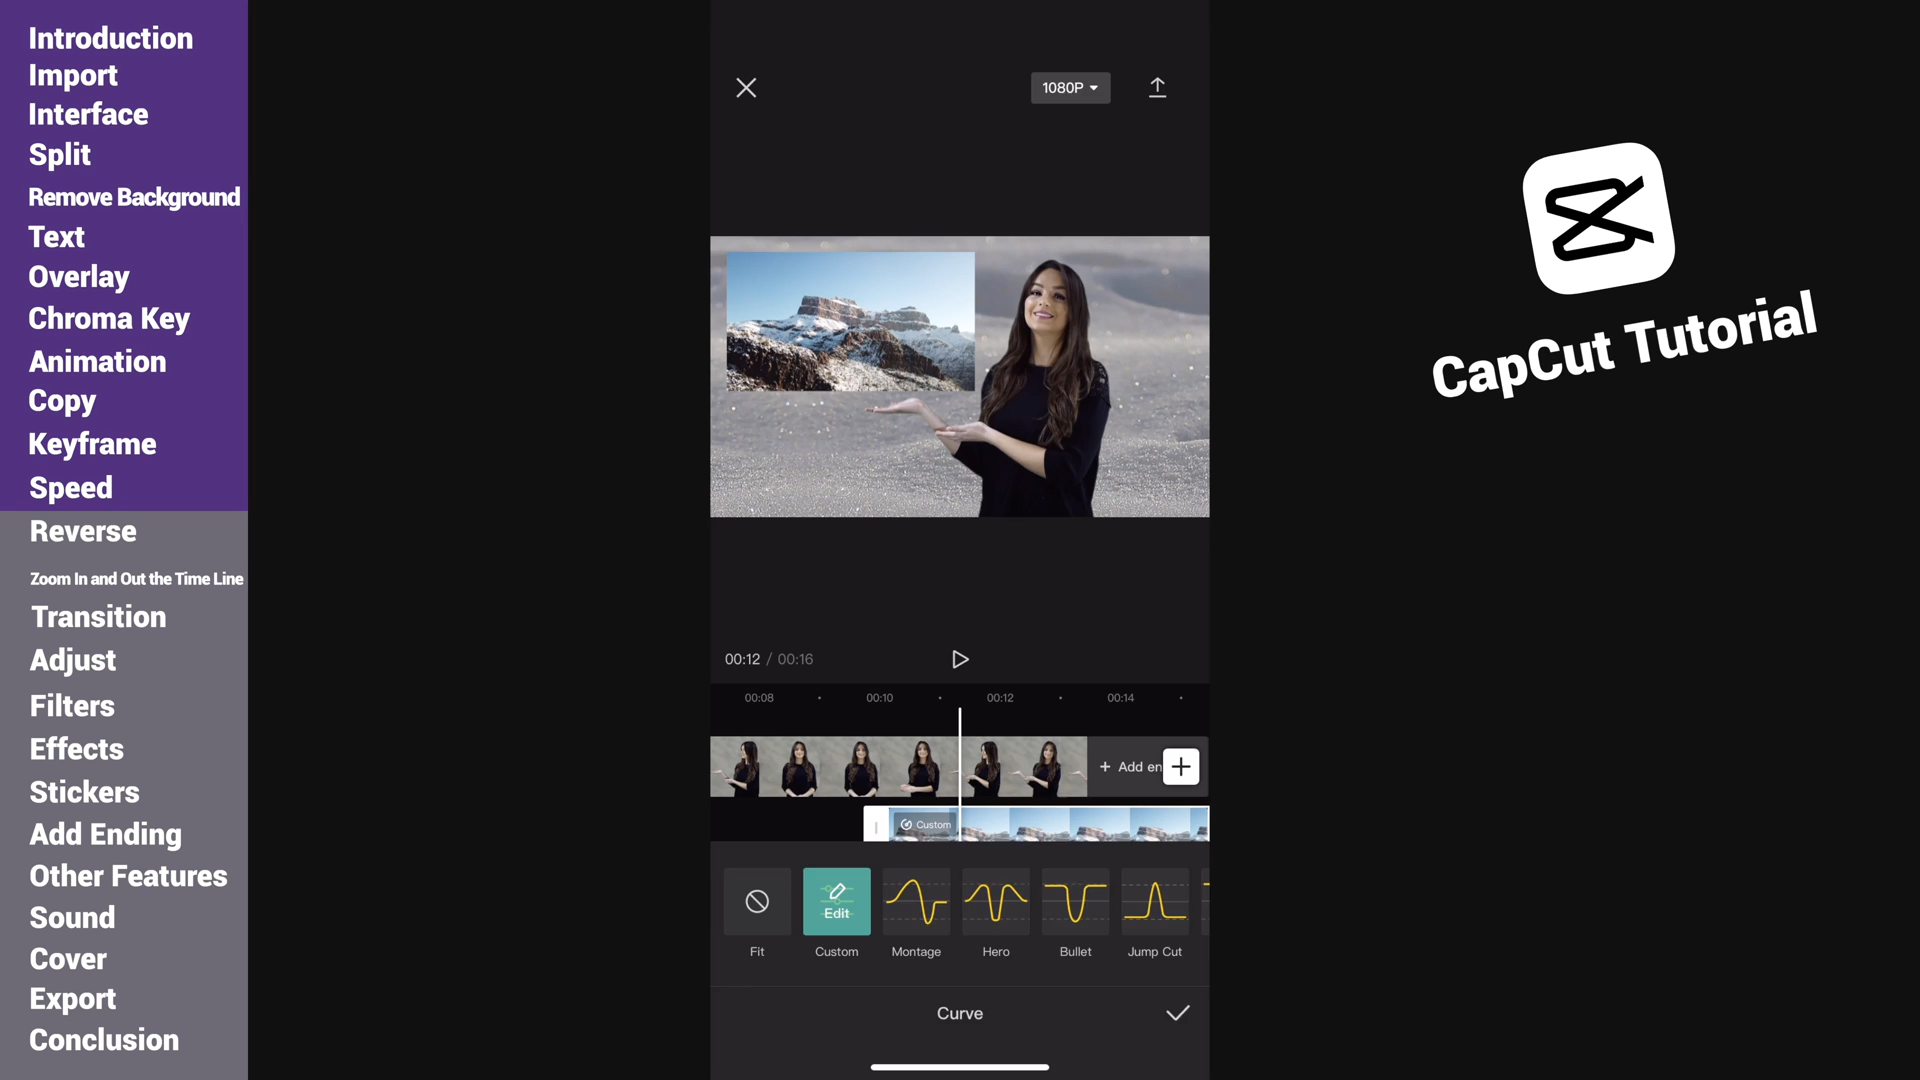 Introduction
Import
Interface
Split
Remove Background
Text
Overlay
Chroma Key
Animation
Copy
Keyframe
Speed
Reverse
Zoom In and Out the Time Line
Transition
Adjust
Filters
Effects
Stickers
Add Ending
Other Features
Sound
Cover
Export
Conclusion
1080P
00:12 / 00:16
00:08 00:10 00:12 00:14
+ Add en
Custom
Edit
Fit Custom Montage Hero Bullet Jump Cut
Curve
CapCut Tutorial